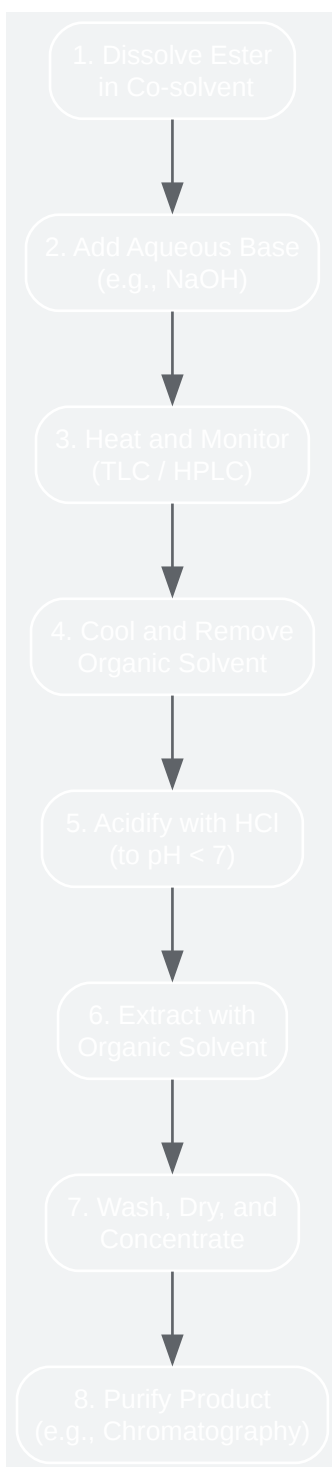 1. Dissolve Ester
in Co-solvent
2. Add Aqueous Base
(e.g., NaOH)
3. Heat and Monitor
(TLC / HPLC)
4. Cool and Remove
Organic Solvent
5. Acidify with HCl
(to pH < 7)
6. Extract with
Organic Solvent
7. Wash, Dry, and
Concentrate
8. Purify Product
(e.g., Chromatography)